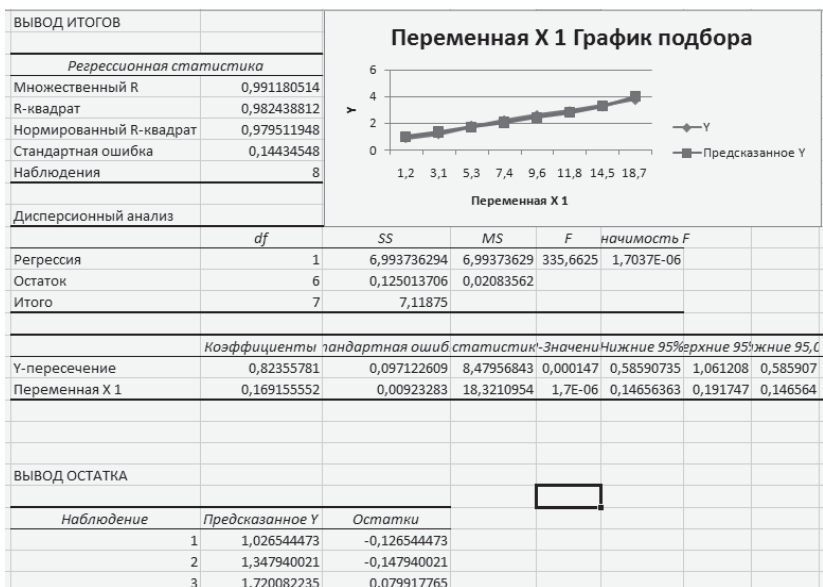 ВЫВОД ИТОГОВ
Регрессионная статистика
Множественный R 0,991180514
R-квадрат 0,982438812
Нормированный R-квадрат 0,979511948
Стандартная ошибка 0,14434548
Наблюдения 8
Переменная X 1 График подбора
6
4
2
0
Y
1,2 3,1 5,3 7,4 9,6 11,8 14,5 18,7
Переменная X 1
Y
Предсказанное Y
Дисперсионный анализ
df SS MS F начимость F
Регрессия 1 6,993736294 6,99373629 335,6625 1,7037E-06
Остаток 6 0,125013706 0,02083562
Итого 7 7,11875
Коэффициенты тандартная ошиб статистик -Значени Нижние 95% ерхние 95 жние 95,0
Y-пересечение 0,82355781 0,097122609 8,47956843 0,000147 0,58590735 1,061208 0,585907
Переменная X 1 0,169155552 0,00923283 18,3210954 1,7E-06 0,14656363 0,191747 0,146564
ВЫВОД ОСТАТКА
Наблюдение Предсказанное Y Остатки
1 1,026544473 -0,126544473
2 1,347940021 -0,147940021
3 1,720082235 0,079917765